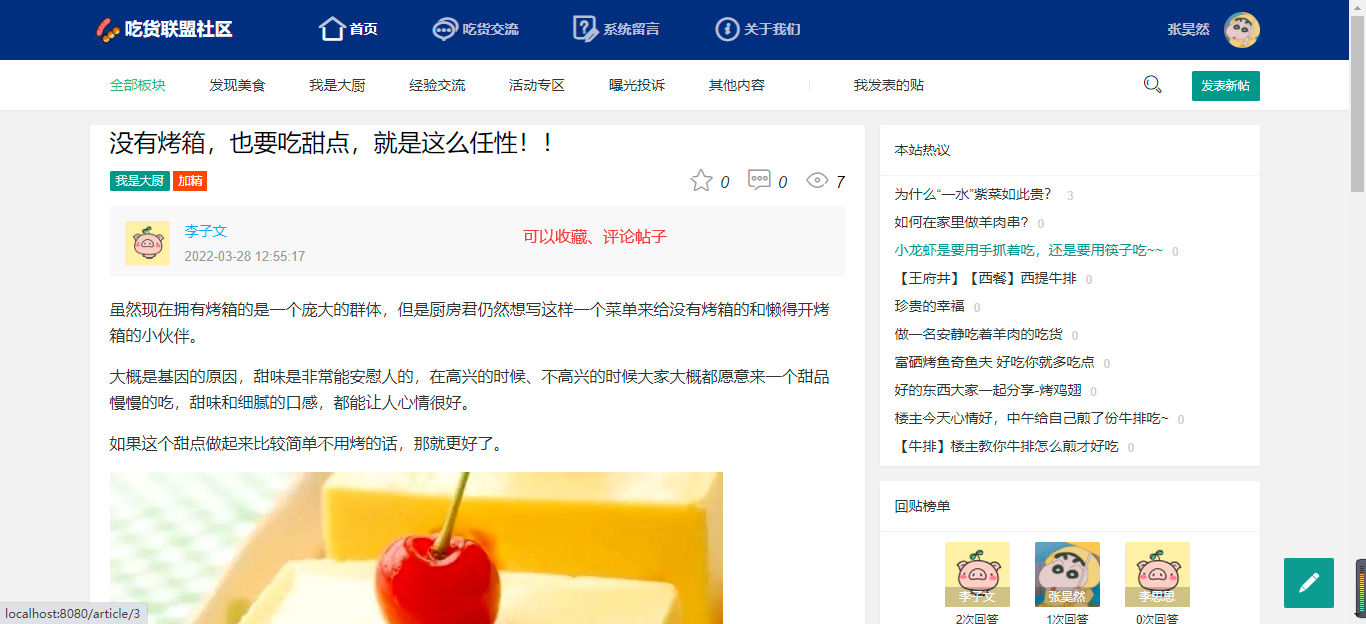 吃货联盟社区 首页 吃货交流 系统留言 关于我们 张昊然
全部板块 发现美食 我是大厨 经验交流 活动专区 曝光投诉 其他内容 我发表的贴 发表新帖
没有烤箱，也要吃甜点，就是这么任性！！
我是大厨 加精 0 0 7
李子文
2022-03-28 12:55:17
可以收藏、评论帖子
虽然现在拥有烤箱的是一个庞大的群体，但是厨房君仍然想写这样一个菜单来给没有烤箱的和懒得开烤
箱的小伙伴。
大概是基因的原因，甜味是非常能安慰人的，在高兴的时候、不高兴的时候大家大概都愿意来一个甜品
慢慢的吃，甜味和细腻的口感，都能让人心情很好。
如果这个甜点做起来比较简单不用烤的话，那就更好了。
本站热议
为什么“一水”紫菜如此贵？ 3
如何在家里做羊肉串？ 0
小龙虾是要用手抓着吃，还是要用筷子吃~~ 0
【王府井】【西餐】西提牛排 0
珍贵的幸福 0
做一名安静吃着羊肉的吃货 0
富硒烤鱼奇鱼夫 好吃你就多吃点 0
好的东西大家一起分享-烤鸡翅 0
楼主今天心情好，中午给自己煎了份牛排吃~ 0
【牛排】楼主教你牛排怎么煎才好吃 0
回贴榜单
李子文 张昊然 李思思
2次回答 1次回答 0次回答
localhost:8080/article/3